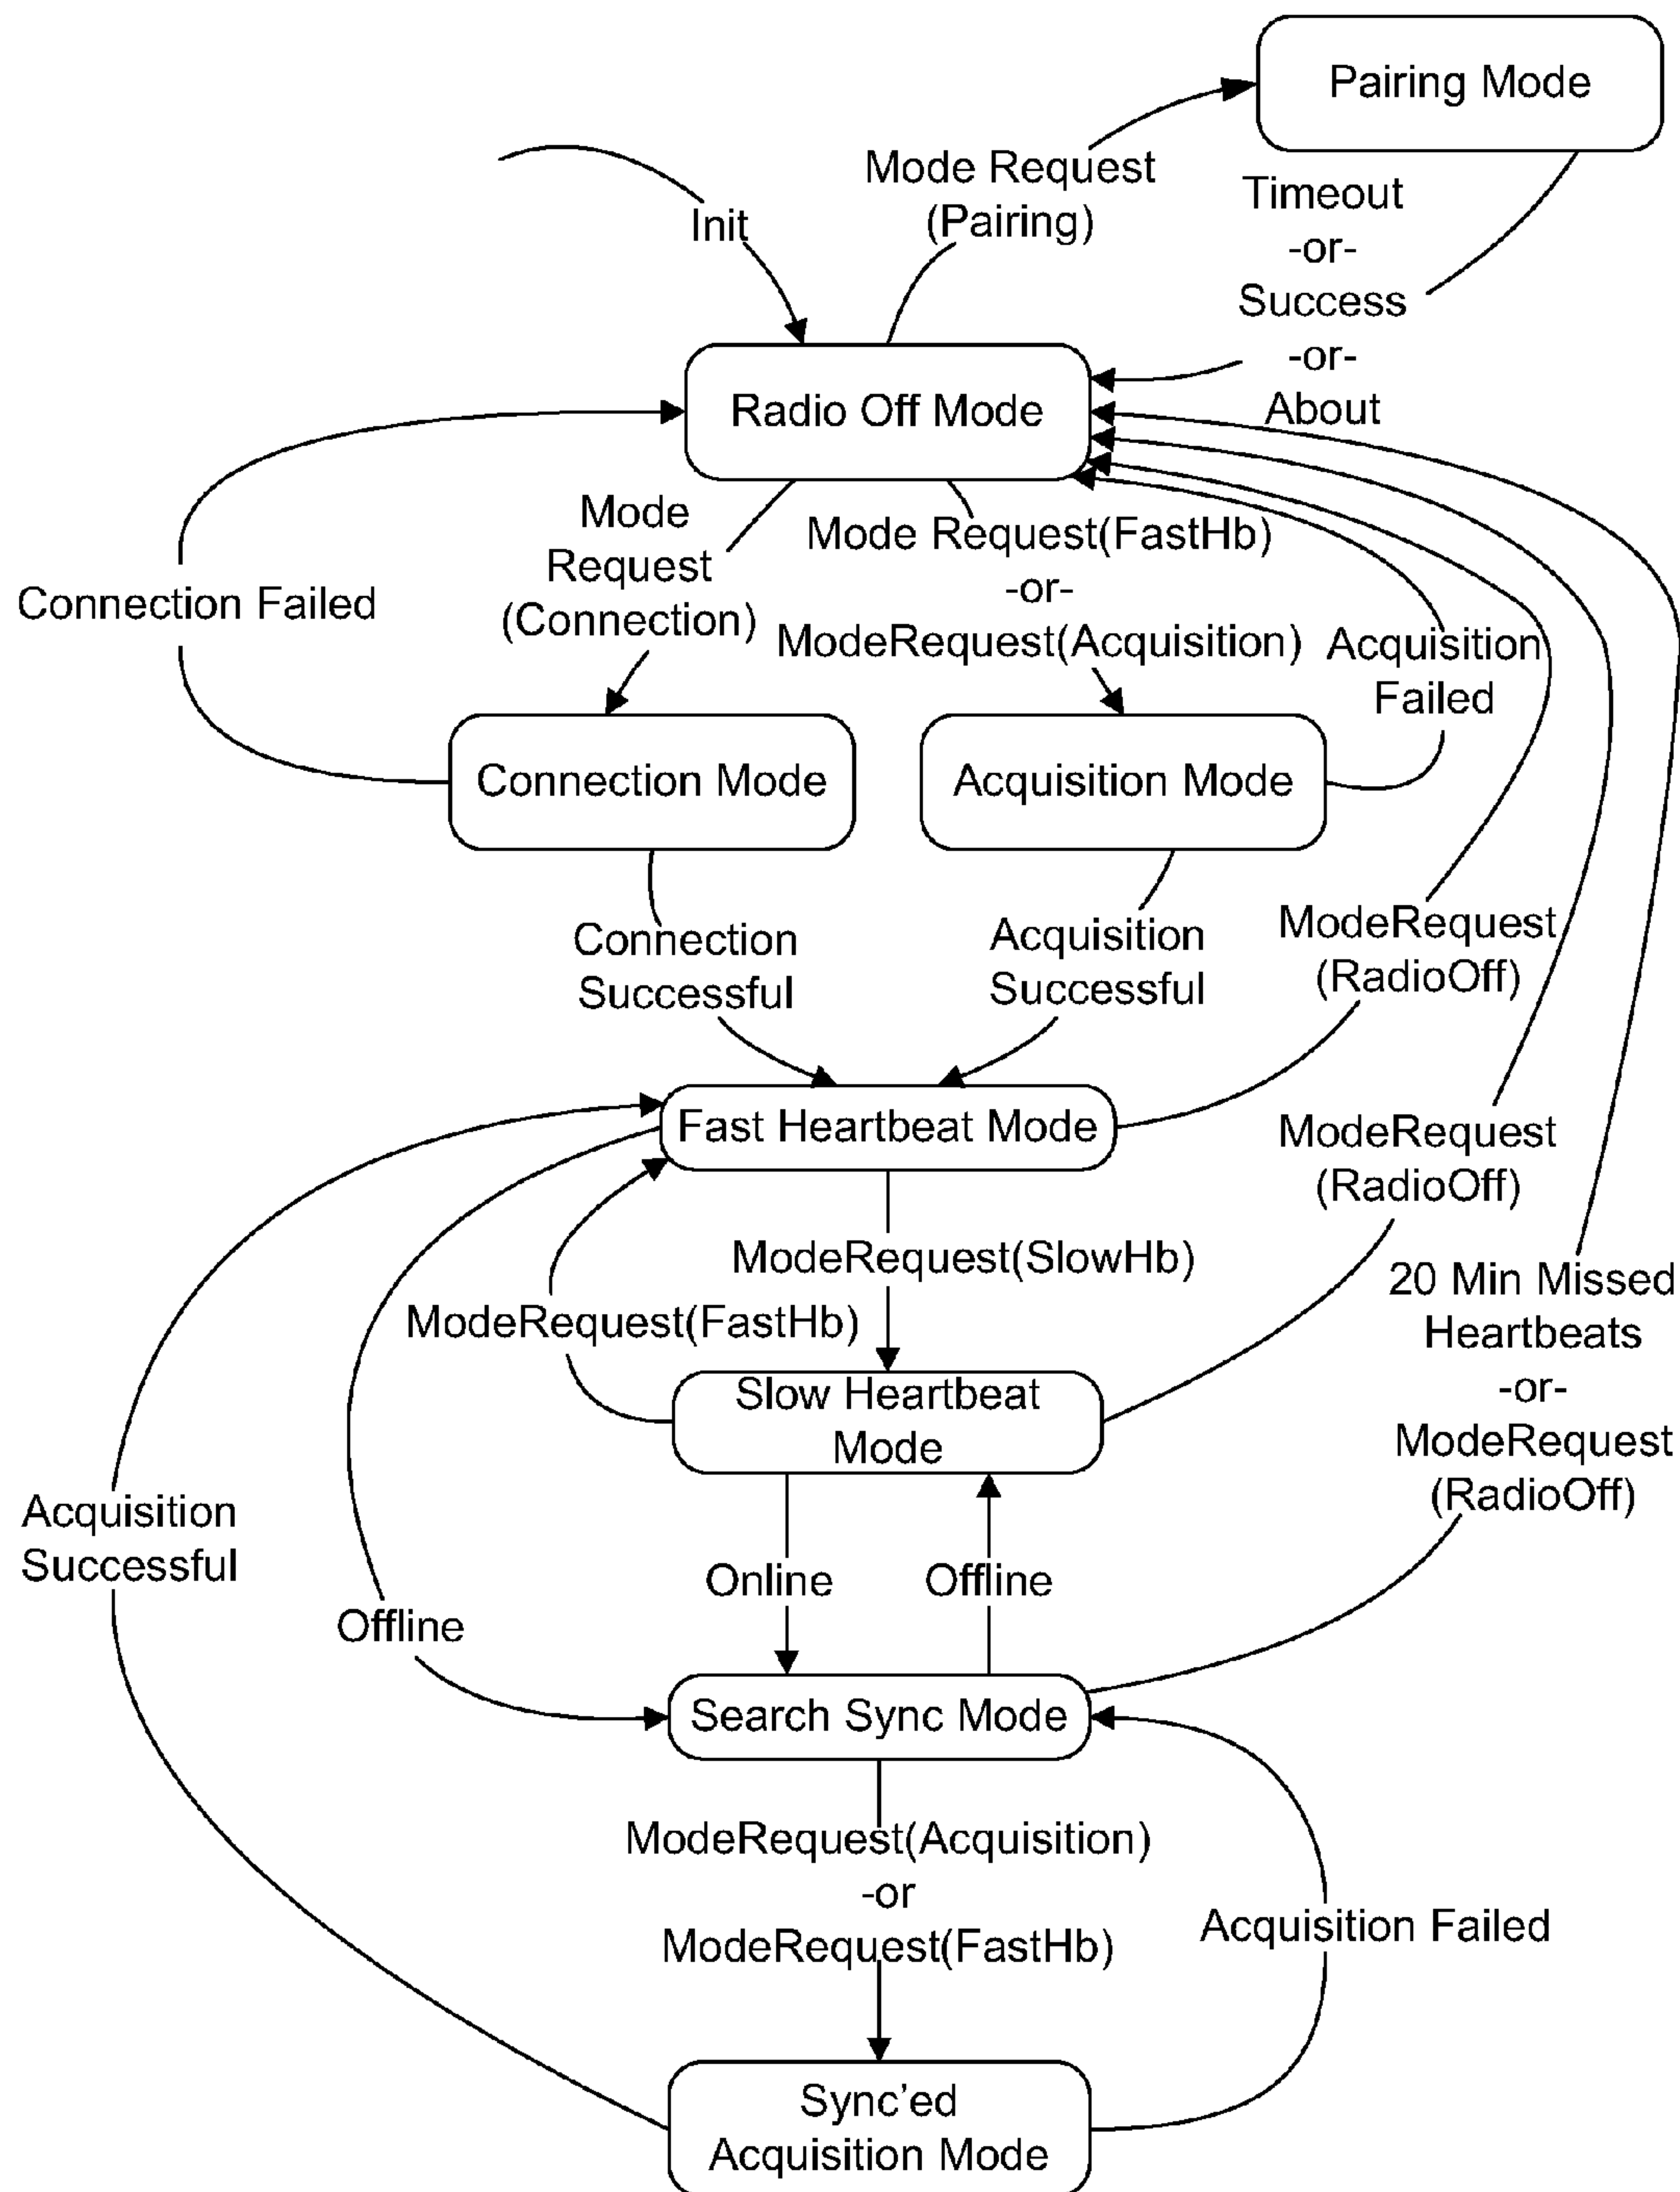 Pairing Mode
Mode Request
(Pairing)
Timeout
-or-
Success
-or-
About
Init
Radio Off Mode
Mode
Request
(Connection)
Mode Request(FastHb)
-or-
ModeRequest(Acquisition)
Connection Failed
Acquisition
Failed
Connection Mode
Acquisition Mode
Connection
Successful
Acquisition
Successful
ModeRequest
(RadioOff)
Fast Heartbeat Mode
ModeRequest
(RadioOff)
ModeRequest(SlowHb)
ModeRequest(FastHb)
20 Min Missed
Heartbeats
-or-
ModeRequest
(RadioOff)
Slow Heartbeat
Mode
Acquisition
Successful
Online
Offline
Offline
Search Sync Mode
ModeRequest(Acquisition)
-or
ModeRequest(FastHb)
Acquisition Failed
Sync'ed
Acquisition Mode